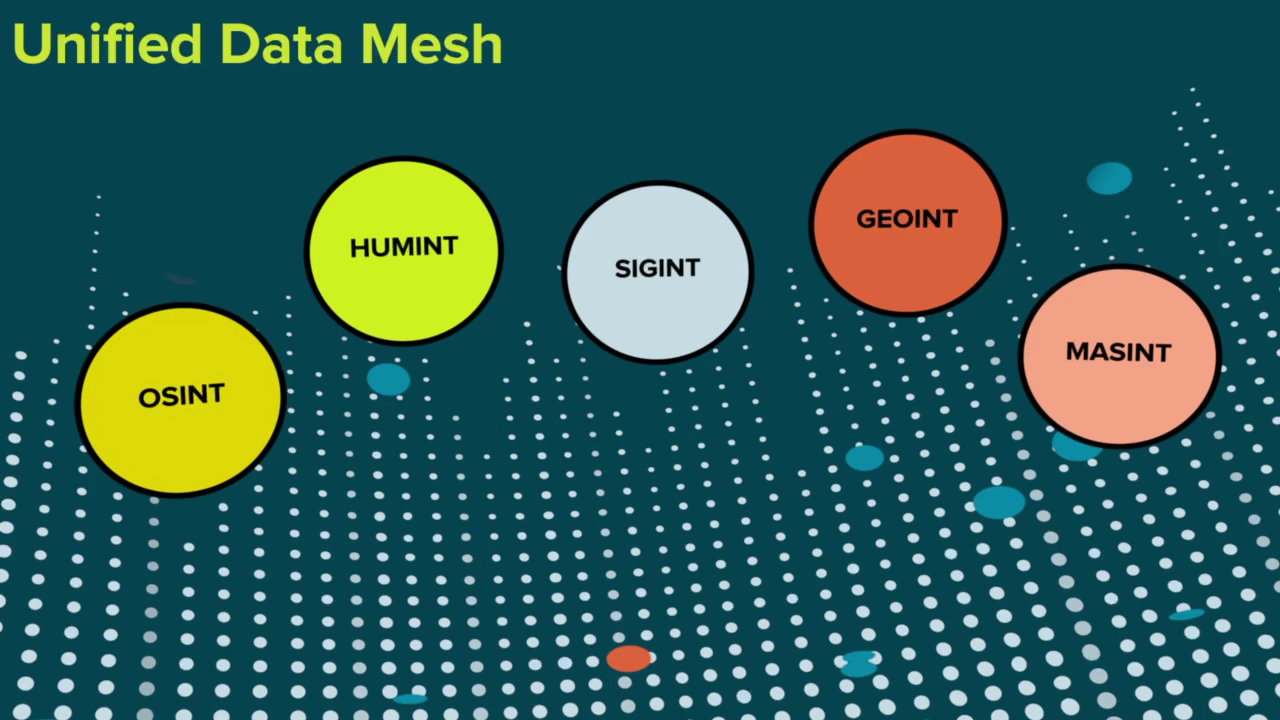 Unified Data Mesh
OSINT
HUMINT
SIGINT
GEOINT
MASINT